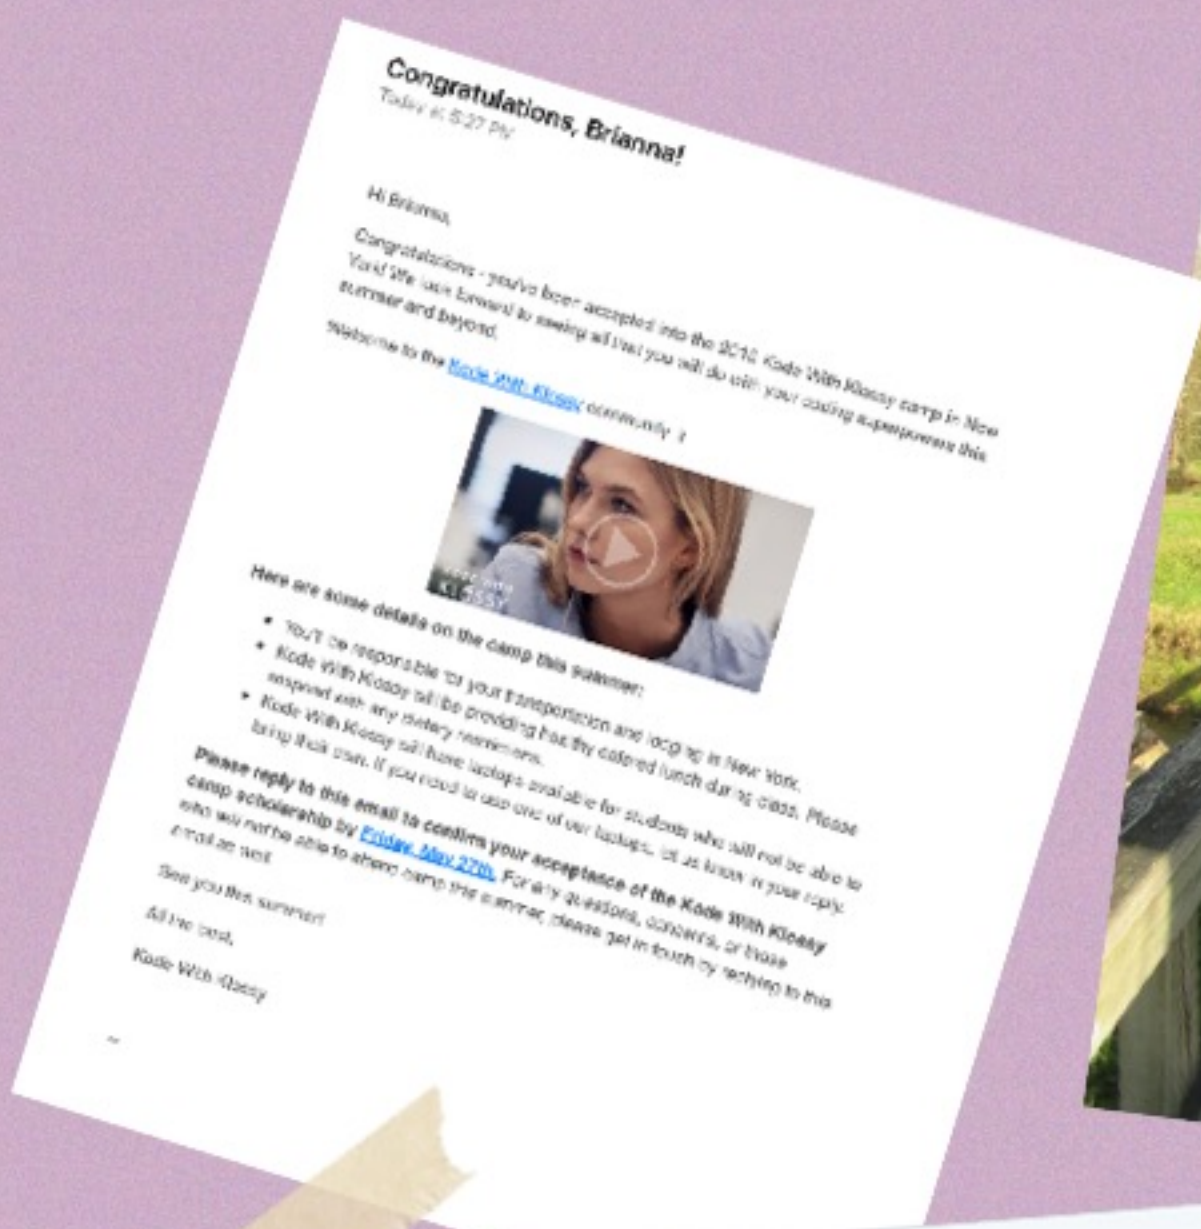 Congratulations, Brianna!
Today at 5:27 PM
Hi Brianna,
Congratulations - you've been accepted into the Kode With Klossy camp in New
York! We look forward to seeing all that you will do with your coding superpowers this
summer and beyond.
Welcome to the Kode With Klossy community
KODE WITH
KLOSSY
Here are some details on the camp this summer:
• You'll be responsible for your transportation and lodging in New York.
• Kode With Klossy will be providing healthy catered lunch during class. Please
respond with any dietary restrictions.
• Kode With Klossy will have laptops available for students who will not be able to
bring their own. If you need to use one of our laptops, let us know in your reply.
Please reply to this email to confirm your acceptance of the Kode With Klossy
camp scholarship by Friday, May 27th. For any questions, concerns, or those
who will not be able to attend camp this summer, please get in touch by replying to this
email as well.
See you this summer!
All the best,
Kode With Klossy
--